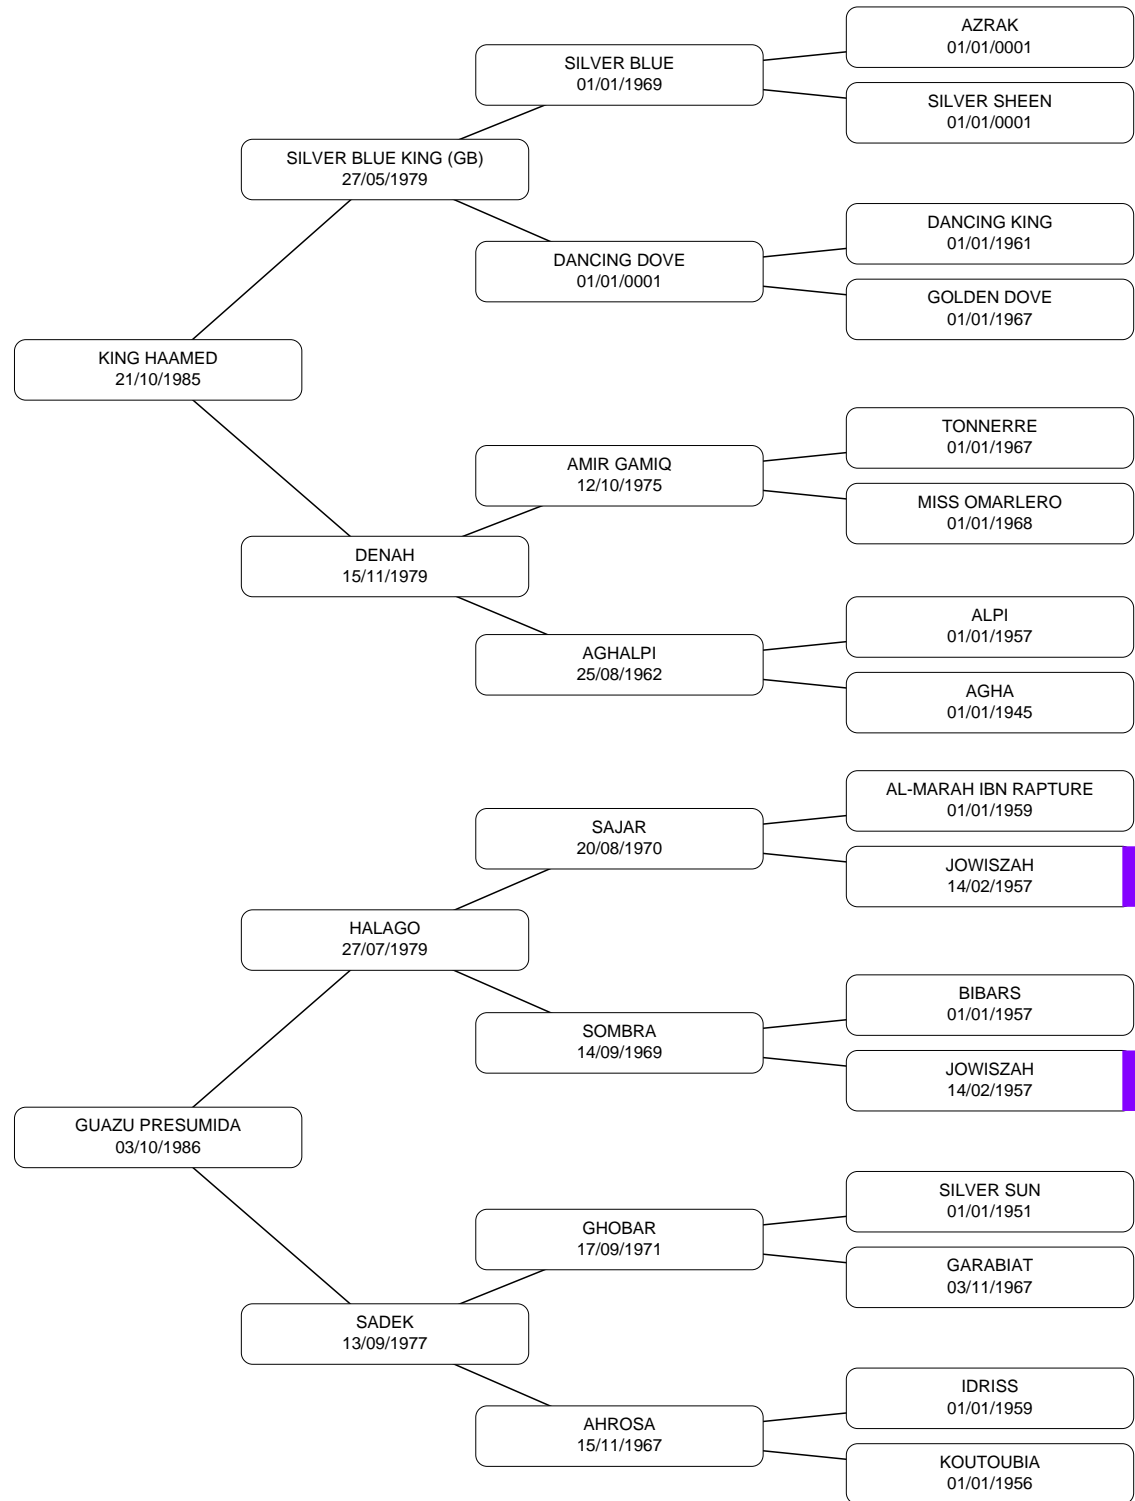 AZRAK
01/01/0001
SILVER BLUE
01/01/1969
SILVER SHEEN
01/01/0001
SILVER BLUE KING (GB)
27/05/1979
DANCING KING
01/01/1961
DANCING DOVE
01/01/0001
GOLDEN DOVE
01/01/1967
KING HAAMED
21/10/1985
TONNERRE
01/01/1967
AMIR GAMIQ
12/10/1975
MISS OMARLERO
01/01/1968
DENAH
15/11/1979
ALPI
01/01/1957
AGHALPI
25/08/1962
AGHA
01/01/1945
AL-MARAH IBN RAPTURE
01/01/1959
SAJAR
20/08/1970
JOWISZAH
14/02/1957
HALAGO
27/07/1979
BIBARS
01/01/1957
SOMBRA
14/09/1969
JOWISZAH
14/02/1957
GUAZU PRESUMIDA
03/10/1986
SILVER SUN
01/01/1951
GHOBAR
17/09/1971
GARABIAT
03/11/1967
SADEK
13/09/1977
IDRISS
01/01/1959
AHROSA
15/11/1967
KOUTOUBIA
01/01/1956